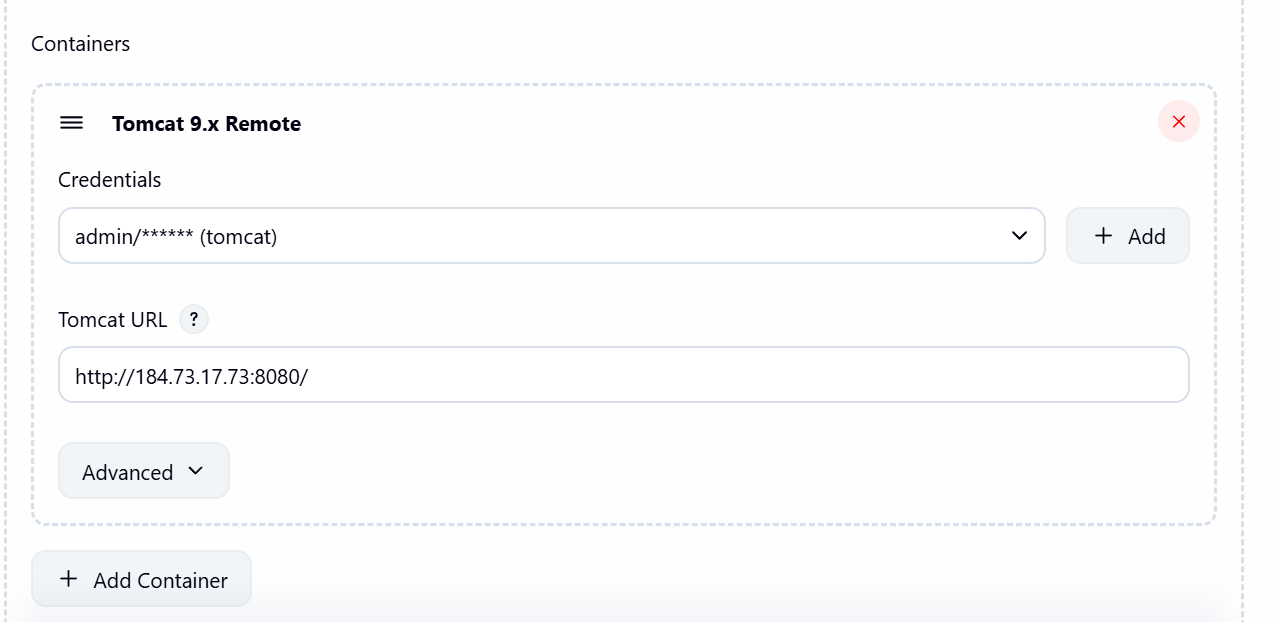 Containers
Tomcat 9.x Remote
Credentials
admin/****** (tomcat)
+ Add
Tomcat URL ?
http://184.73.17.73:8080/
Advanced
+ Add Container